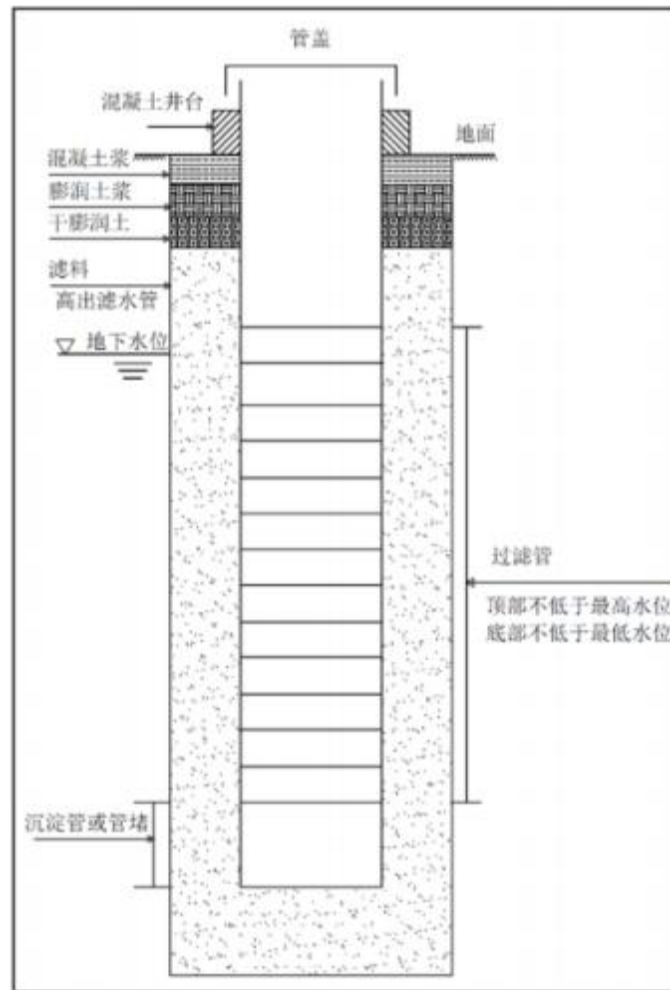 管盖
混凝土井台
地面
混凝土浆
膨润土浆
干膨润土
滤料
高出滤水管
地下水位
过滤管
顶部不低于最高水位
底部不低于最低水位
沉淀管或管堵